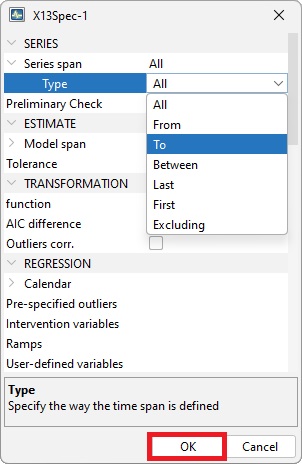 X13Spec-1
SERIES
Series span All
Type All
Preliminary Check
All
ESTIMATE
From
Model span
To
Tolerance
Between
TRANSFORMATION
Last
function
First
AIC difference
Excluding
Outliers corr.
REGRESSION
Calendar
Pre-specified outliers
Intervention variables
Ramps
User-defined variables
Type
Specify the way the time span is defined
OK Cancel